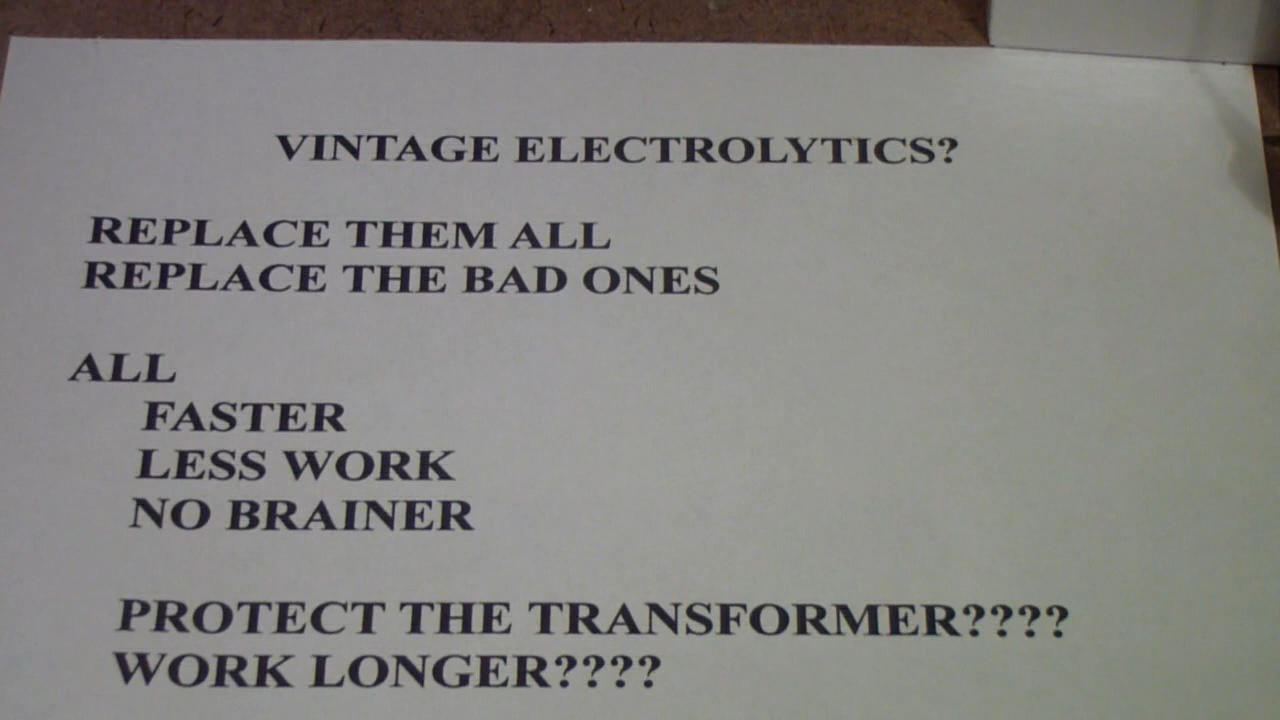 VINTAGE ELECTROLYTICS?
REPLACE THEM ALL
REPLACE THE BAD ONES
ALL
FASTER
LESS WORK
NO BRAINER
PROTECT THE TRANSFORMER????
WORK LONGER????